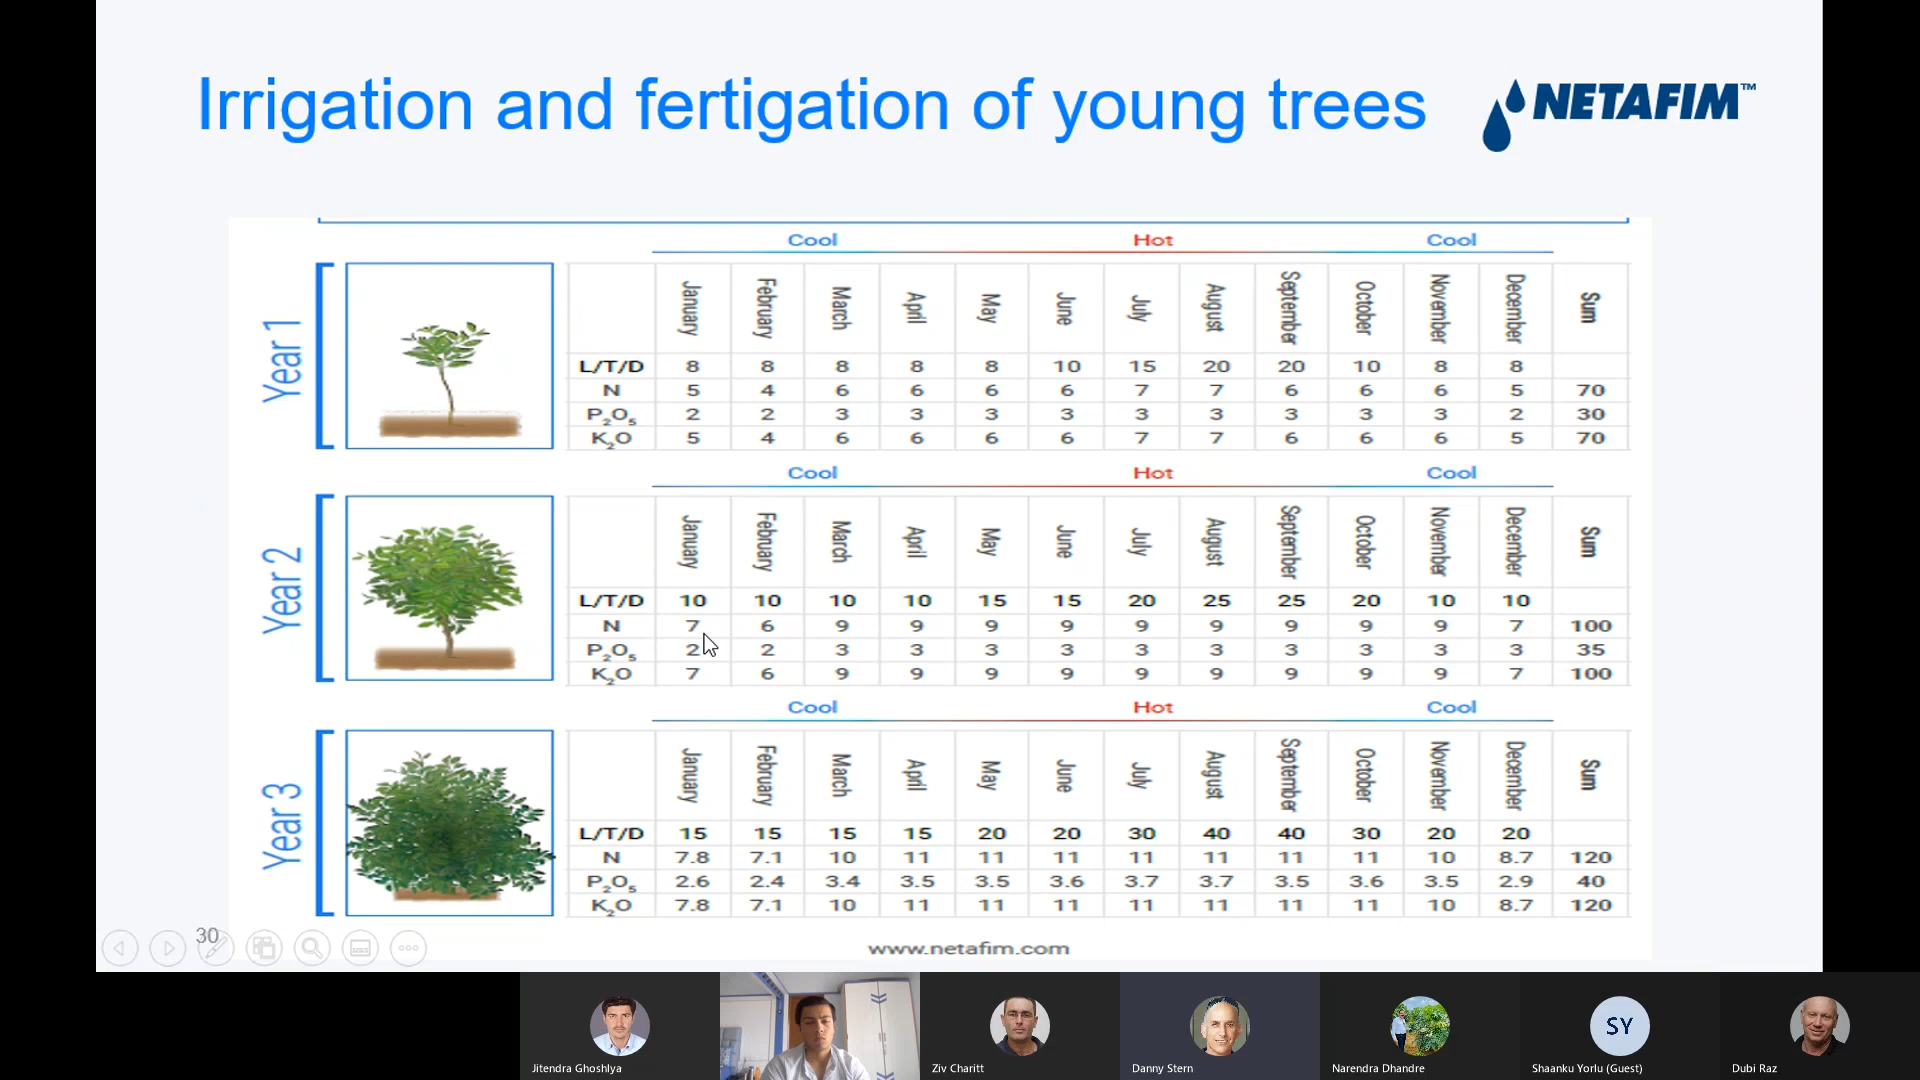 Irrigation and fertigation of young trees
NETAFIM™
Cool Hot Cool
Year 1
January February March April May June July August September October November December Sum
L/T/D 8 8 8 8 8 10 15 20 20 10 8 8
N 5 4 6 6 6 6 7 7 6 6 6 5 70
P₂O₅ 2 2 3 3 3 3 3 3 3 3 3 2 30
K₂O 5 4 6 6 6 6 7 7 6 6 6 5 70
Cool Hot Cool
Year 2
January February March April May June July August September October November December Sum
L/T/D 10 10 10 10 15 15 20 25 25 20 10 10
N 7 6 9 9 9 9 9 9 9 9 9 7 100
P₂O₅ 2 2 3 3 3 3 3 3 3 3 3 3 35
K₂O 7 6 9 9 9 9 9 9 9 9 9 7 100
Cool Hot Cool
Year 3
January February March April May June July August September October November December Sum
L/T/D 15 15 15 15 20 20 30 40 40 30 20 20
N 7.8 7.1 10 11 11 11 11 11 11 11 10 8.7 120
P₂O₅ 2.6 2.4 3.4 3.5 3.5 3.6 3.7 3.7 3.5 3.6 3.5 2.9 40
K₂O 7.8 7.1 10 11 11 11 11 11 11 11 10 8.7 120
30
www.netafim.com
SY
Jitendra Ghoshlya Ziv Charitt Danny Stern Narendra Dhandre Shaanku Yorlu (Guest) Dubi Raz